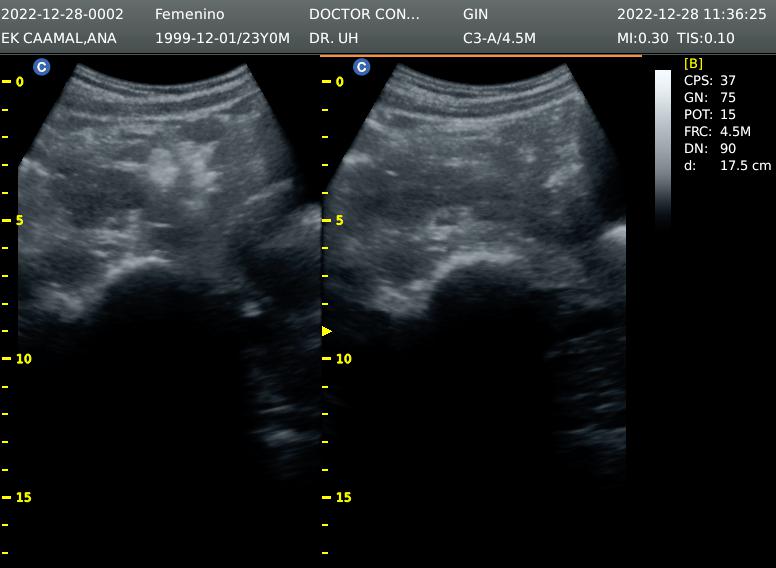 2022-12-28-0002 Femenino DOCTOR CON... GIN 2022-12-28 11:36:25
EK CAAMAL,ANA 1999-12-01/23Y0M DR. UH C3-A/4.5M MI:0.30 TIS:0.10
C C [B]
0 0 CPS: 37
GN: 75
POT: 15
FRC: 4.5M
DN: 90
d: 17.5 cm
5 5
10 10
15 15